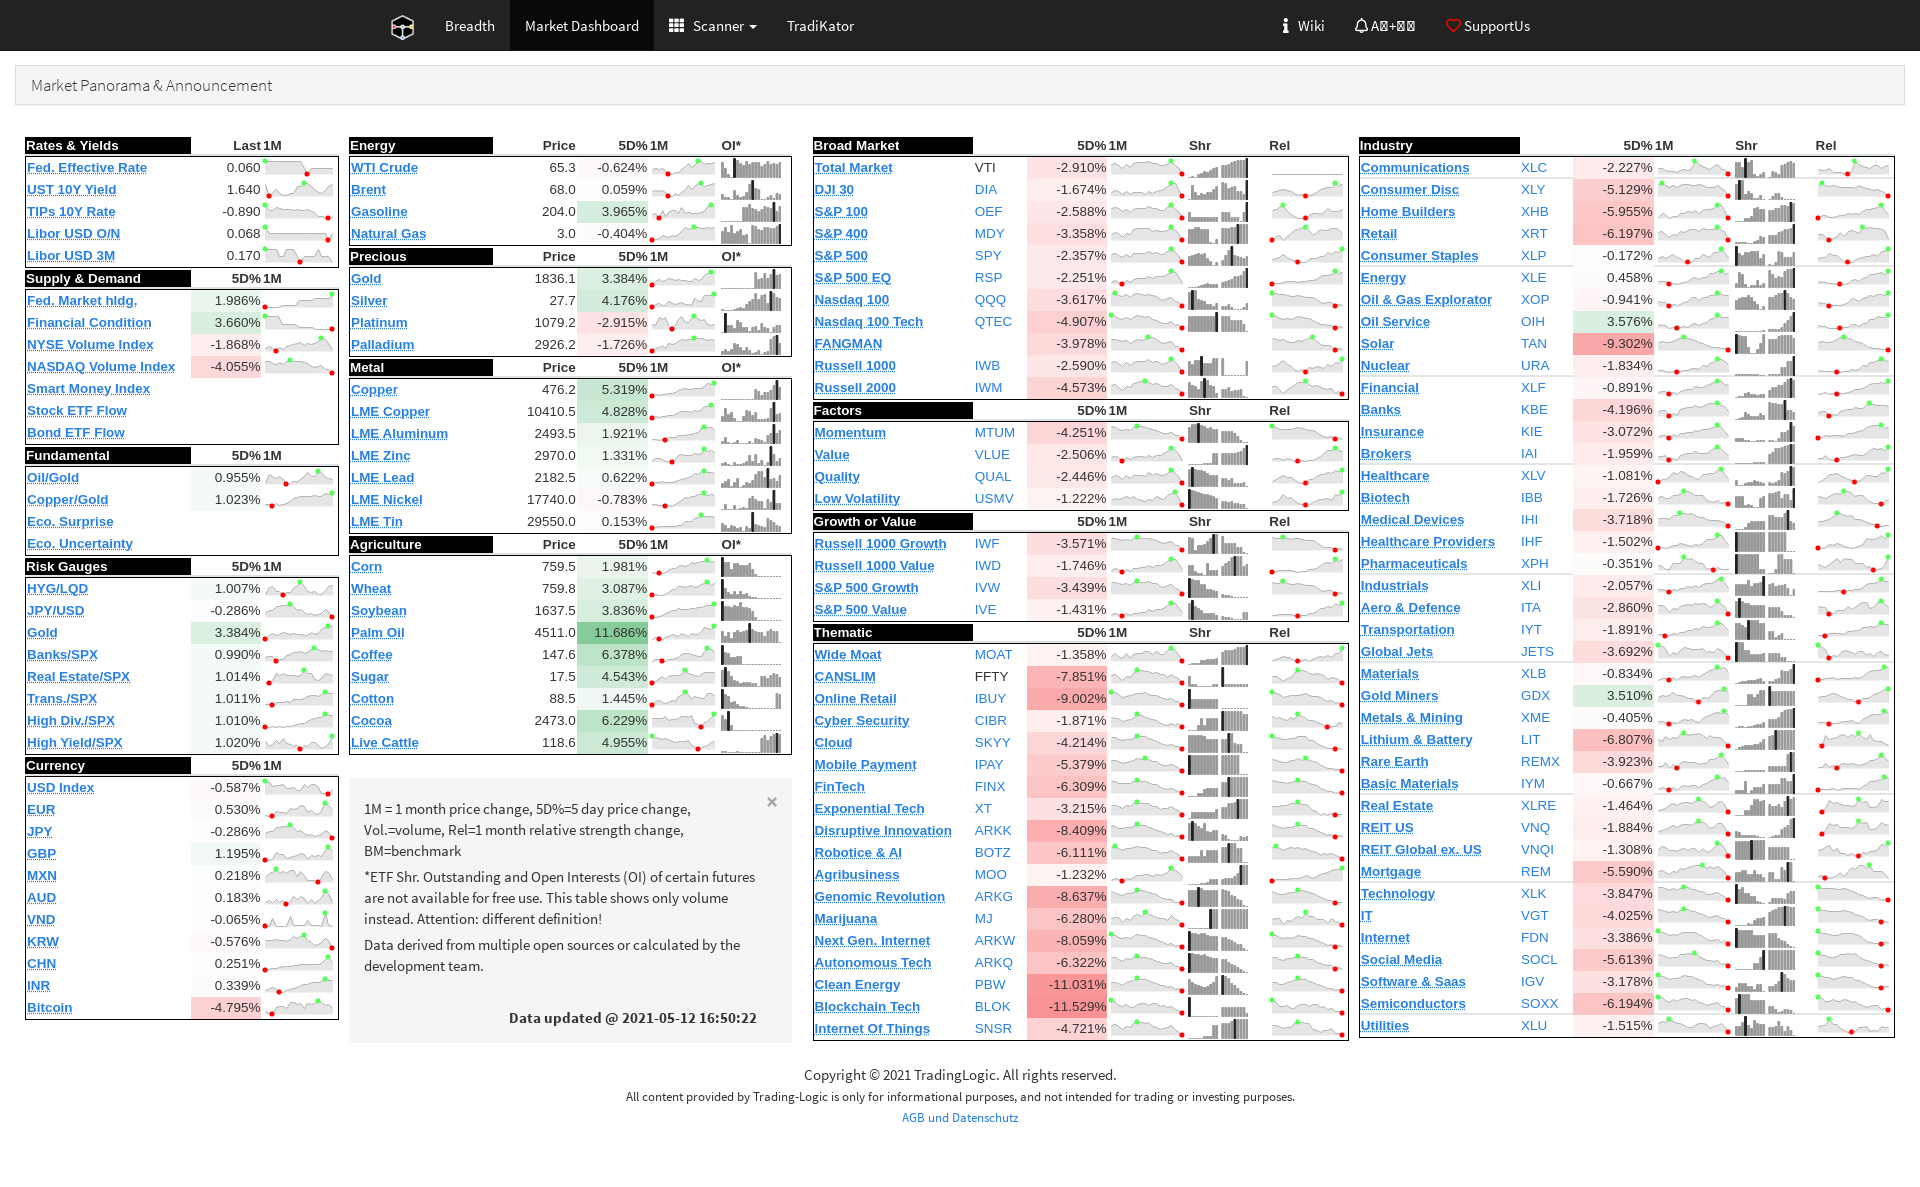 Breadth Market Dashboard Scanner TradiKator Wiki SupportUs
Market Panorama & Announcement
Rates & Yields Last 1M
Fed. Effective Rate 0.060
UST 10Y Yield 1.640
TIPs 10Y Rate -0.890
Libor USD O/N 0.068
Libor USD 3M 0.170
Supply & Demand 5D% 1M
Fed. Market hldg. 1.986%
Financial Condition 3.660%
NYSE Volume Index -1.868%
NASDAQ Volume Index -4.055%
Smart Money Index
Stock ETF Flow
Bond ETF Flow
Fundamental 5D% 1M
Oil/Gold 0.955%
Copper/Gold 1.023%
Eco. Surprise
Eco. Uncertainty
Risk Gauges 5D% 1M
HYG/LQD 1.007%
JPY/USD -0.286%
Gold 3.384%
Banks/SPX 0.990%
Real Estate/SPX 1.014%
Trans./SPX 1.011%
High Div./SPX 1.010%
High Yield/SPX 1.020%
Currency 5D% 1M
USD Index -0.587%
EUR 0.530%
JPY -0.286%
GBP 1.195%
MXN 0.218%
AUD 0.183%
VND -0.065%
KRW -0.576%
CHN 0.251%
INR 0.339%
Bitcoin -4.795%
Energy Price 5D% 1M OI*
WTI Crude 65.3 -0.624%
Brent 68.0 0.059%
Gasoline 204.0 3.965%
Natural Gas 3.0 -0.404%
Precious Price 5D% 1M OI*
Gold 1836.1 3.384%
Silver 27.7 4.176%
Platinum 1079.2 -2.915%
Palladium 2926.2 -1.726%
Metal Price 5D% 1M OI*
Copper 476.2 5.319%
LME Copper 10410.5 4.828%
LME Aluminum 2493.5 1.921%
LME Zinc 2970.0 1.331%
LME Lead 2182.5 0.622%
LME Nickel 17740.0 -0.783%
LME Tin 29550.0 0.153%
Agriculture Price 5D% 1M OI*
Corn 759.5 1.981%
Wheat 759.8 3.087%
Soybean 1637.5 3.836%
Palm Oil 4511.0 11.686%
Coffee 147.6 6.378%
Sugar 17.5 4.543%
Cotton 88.5 1.445%
Cocoa 2473.0 6.229%
Live Cattle 118.6 4.955%
×
1M = 1 month price change, 5D%=5 day price change,
Vol.=volume, Rel=1 month relative strength change,
BM=benchmark
*ETF Shr. Outstanding and Open Interests (OI) of certain futures
are not available for free use. This table shows only volume
instead. Attention: different definition!
Data derived from multiple open sources or calculated by the
development team.
Data updated @ 2021-05-12 16:50:22
Broad Market 5D% 1M Shr Rel
Total Market VTI -2.910%
DJI 30 DIA -1.674%
S&P 100 OEF -2.588%
S&P 400 MDY -3.358%
S&P 500 SPY -2.357%
S&P 500 EQ RSP -2.251%
Nasdaq 100 QQQ -3.617%
Nasdaq 100 Tech QTEC -4.907%
FANGMAN -3.978%
Russell 1000 IWB -2.590%
Russell 2000 IWM -4.573%
Factors 5D% 1M Shr Rel
Momentum MTUM -4.251%
Value VLUE -2.506%
Quality QUAL -2.446%
Low Volatility USMV -1.222%
Growth or Value 5D% 1M Shr Rel
Russell 1000 Growth IWF -3.571%
Russell 1000 Value IWD -1.746%
S&P 500 Growth IVW -3.439%
S&P 500 Value IVE -1.431%
Thematic 5D% 1M Shr Rel
Wide Moat MOAT -1.358%
CANSLIM FFTY -7.851%
Online Retail IBUY -9.002%
Cyber Security CIBR -1.871%
Cloud SKYY -4.214%
Mobile Payment IPAY -5.379%
FinTech FINX -6.309%
Exponential Tech XT -3.215%
Disruptive Innovation ARKK -8.409%
Robotice & AI BOTZ -6.111%
Agribusiness MOO -1.232%
Genomic Revolution ARKG -8.637%
Marijuana MJ -6.280%
Next Gen. Internet ARKW -8.059%
Autonomous Tech ARKQ -6.322%
Clean Energy PBW -11.031%
Blockchain Tech BLOK -11.529%
Internet Of Things SNSR -4.721%
Industry 5D% 1M Shr Rel
Communications XLC -2.227%
Consumer Disc XLY -5.129%
Home Builders XHB -5.955%
Retail XRT -6.197%
Consumer Staples XLP -0.172%
Energy XLE 0.458%
Oil & Gas Explorator XOP -0.941%
Oil Service OIH 3.576%
Solar TAN -9.302%
Nuclear URA -1.834%
Financial XLF -0.891%
Banks KBE -4.196%
Insurance KIE -3.072%
Brokers IAI -1.959%
Healthcare XLV -1.081%
Biotech IBB -1.726%
Medical Devices IHI -3.718%
Healthcare Providers IHF -1.502%
Pharmaceuticals XPH -0.351%
Industrials XLI -2.057%
Aero & Defence ITA -2.860%
Transportation IYT -1.891%
Global Jets JETS -3.692%
Materials XLB -0.834%
Gold Miners GDX 3.510%
Metals & Mining XME -0.405%
Lithium & Battery LIT -6.807%
Rare Earth REMX -3.923%
Basic Materials IYM -0.667%
Real Estate XLRE -1.464%
REIT US VNQ -1.884%
REIT Global ex. US VNQI -1.308%
Mortgage REM -5.590%
Technology XLK -3.847%
IT VGT -4.025%
Internet FDN -3.386%
Social Media SOCL -5.613%
Software & Saas IGV -3.178%
Semiconductors SOXX -6.194%
Utilities XLU -1.515%
Copyright © 2021 TradingLogic. All rights reserved.
All content provided by Trading-Logic is only for informational purposes, and not intended for trading or investing purposes.
AGB und Datenschutz